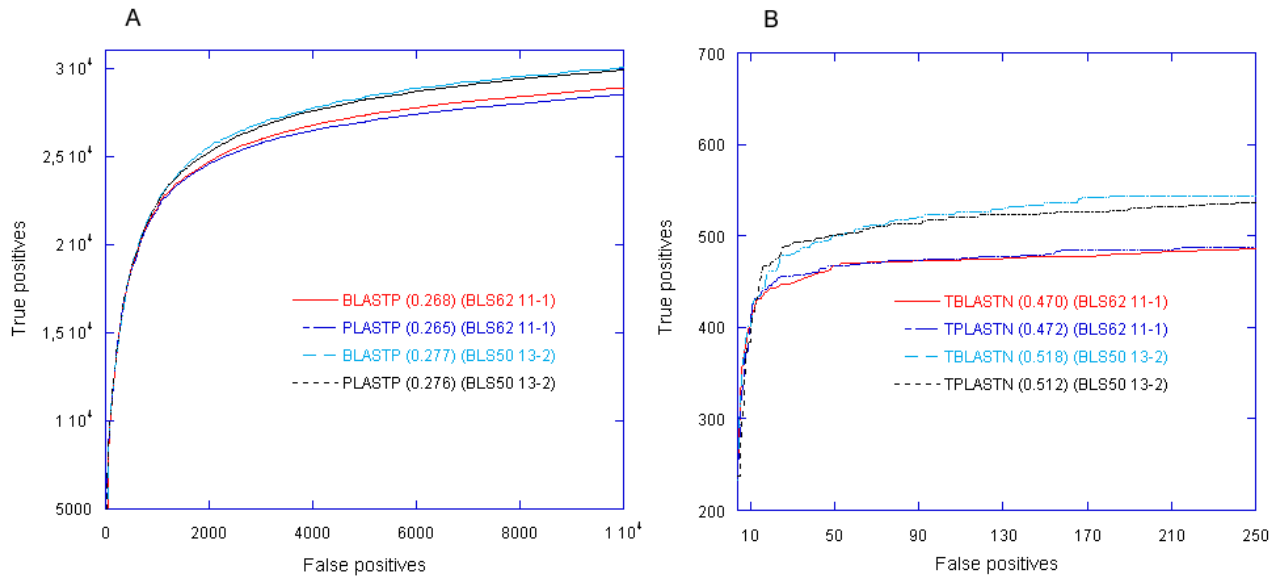 A
True positives
3 10⁴
2,5 10⁴
2 10⁴
1,5 10⁴
1 10⁴
5000
BLASTP (0.268) (BLS62 11-1)
PLASTP (0.265) (BLS62 11-1)
BLASTP (0.277) (BLS50 13-2)
PLASTP (0.276) (BLS50 13-2)
0 2000 4000 6000 8000 1 10⁴
False positives
B
True positives
700
600
500
400
300
200
TBLASTN (0.470) (BLS62 11-1)
TPLASTN (0.472) (BLS62 11-1)
TBLASTN (0.518) (BLS50 13-2)
TPLASTN (0.512) (BLS50 13-2)
10 50 90 130 170 210 250
False positives